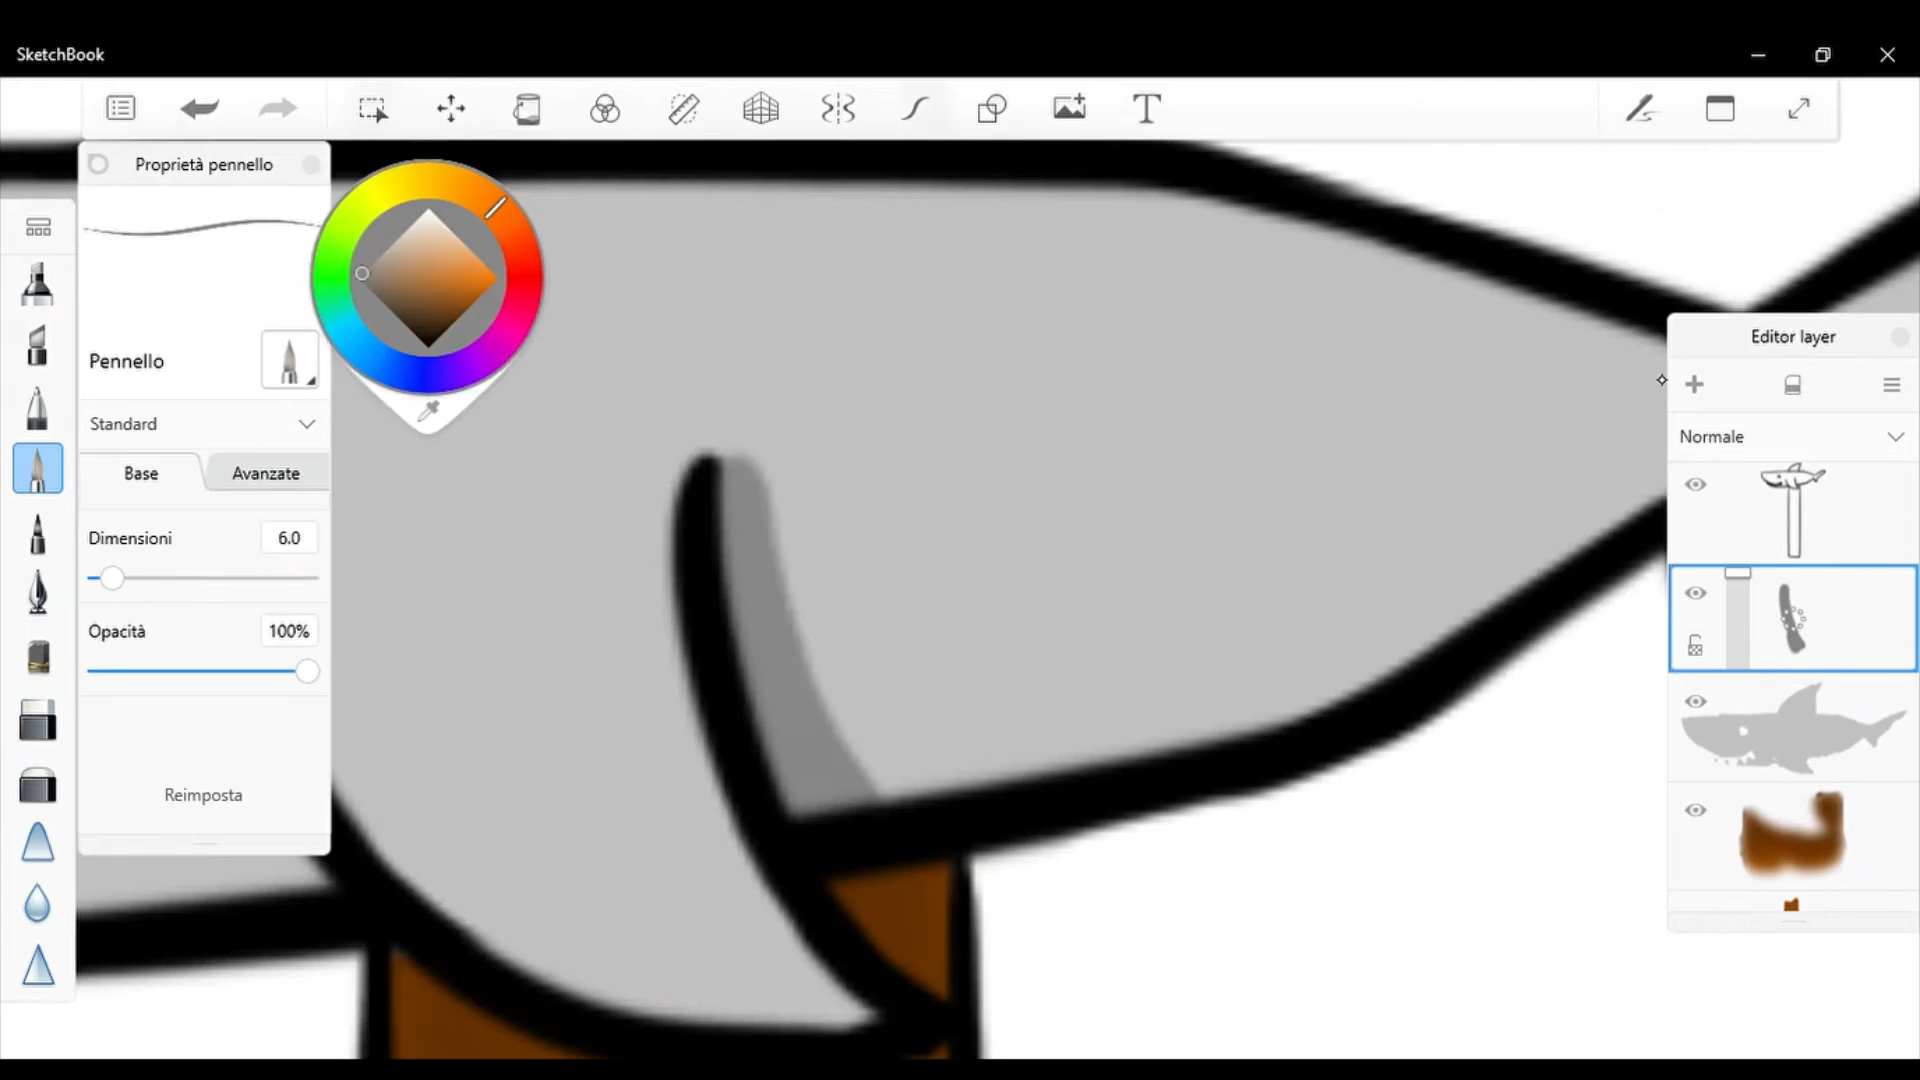 SketchBook
Proprietà pennello
Pennello
Standard
Base Avanzate
Dimensioni 6.0
Opacità 100%
Reimposta
Editor layer
Normale